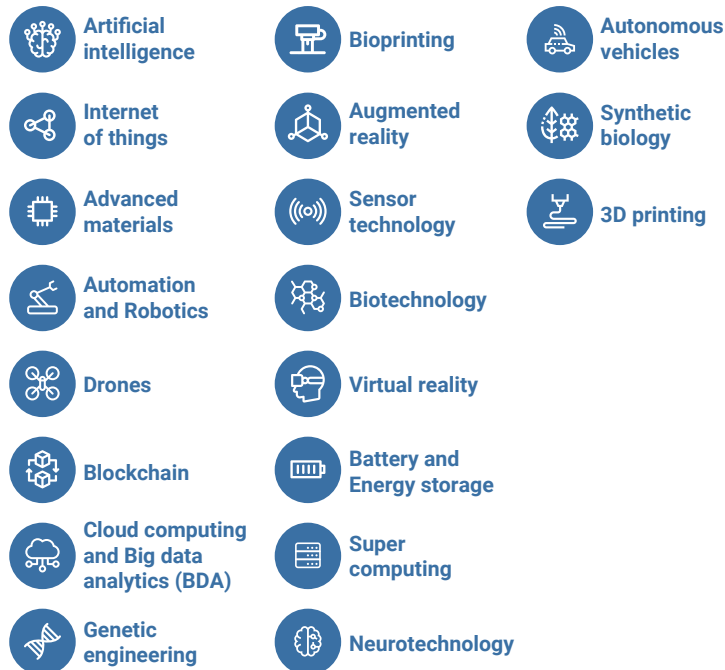 Artificial
intelligence
Internet
of things
Advanced
materials
Automation
and Robotics
Drones
Blockchain
Cloud computing
and Big data
analytics (BDA)
Genetic
engineering
Bioprinting
Augmented
reality
Sensor
technology
Biotechnology
Virtual reality
Battery and
Energy storage
Super
computing
Neurotechnology
Autonomous
vehicles
Synthetic
biology
3D printing